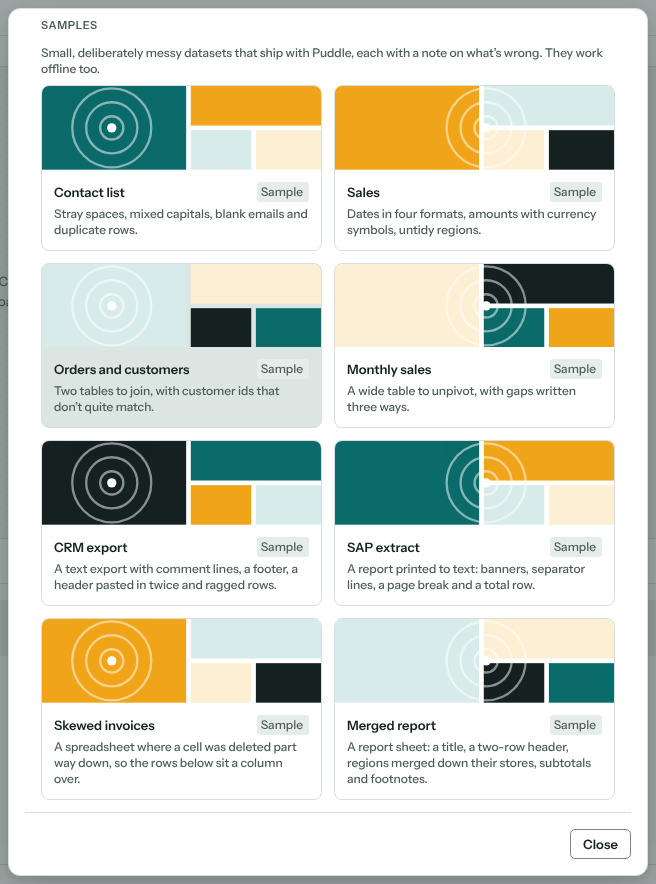 SAMPLES
Small, deliberately messy datasets that ship with Puddle, each with a note on what's wrong. They work
offline too.
Contact list
Sample
Stray spaces, mixed capitals, blank emails and
duplicate rows.
Sales
Sample
Dates in four formats, amounts with currency
symbols, untidy regions.
Orders and customers
Sample
Two tables to join, with customer ids that
don't quite match.
Monthly sales
Sample
A wide table to unpivot, with gaps written
three ways.
CRM export
Sample
A text export with comment lines, a footer, a
header pasted in twice and ragged rows.
SAP extract
Sample
A report printed to text: banners, separator
lines, a page break and a total row.
Skewed invoices
Sample
A spreadsheet where a cell was deleted part
way down, so the rows below sit a column
over.
Merged report
Sample
A report sheet: a title, a two-row header,
regions merged down their stores, subtotals
and footnotes.
Close